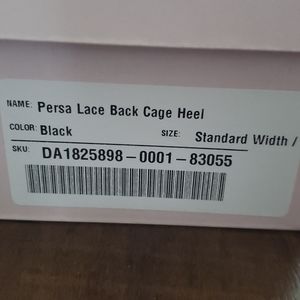 NAME: Persa Lace Back Cage Heel
COLOR: Black SIZE: Standard Width /
SKU: DA1825898-0001-83055